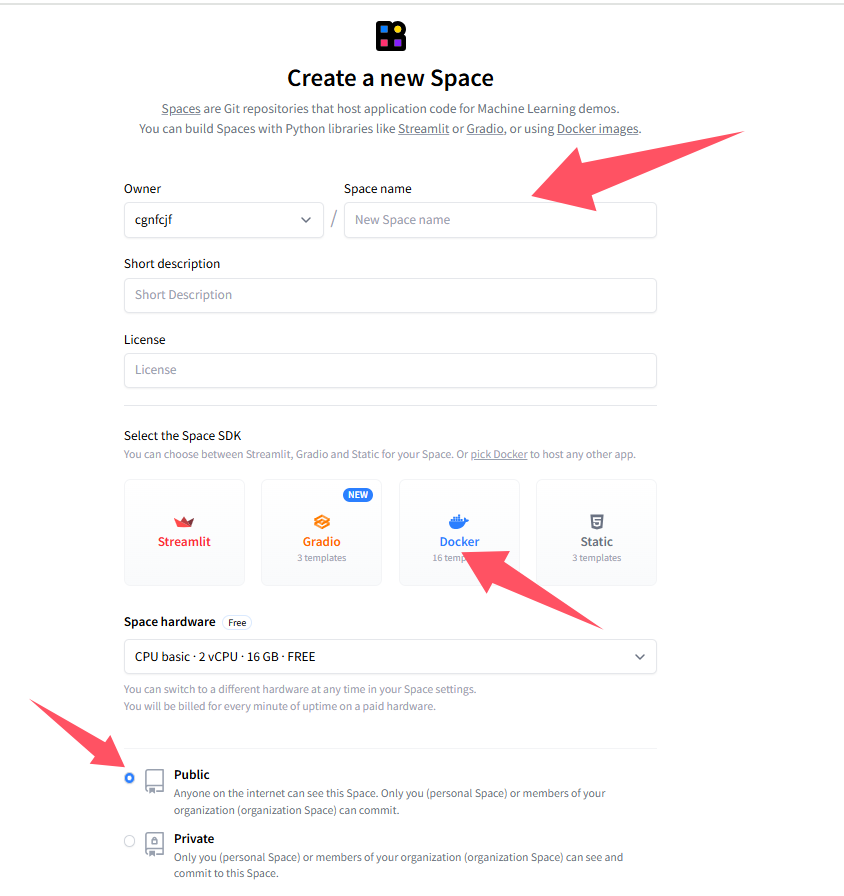 Create a new Space
Spaces are Git repositories that host application code for Machine Learning demos.
You can build Spaces with Python libraries like Streamlit or Gradio, or using Docker images.
Owner
Space name
cgnfcjf
/
New Space name
Short description
Short Description
License
License
Select the Space SDK
You can choose between Streamlit, Gradio and Static for your Space. Or pick Docker to host any other app.
Streamlit
NEW
Gradio
3 templates
Docker
16
Static
3 templates
Space hardware Free
CPU basic · 2 vCPU · 16 GB · FREE
You can switch to a different hardware at any time in your Space settings.
You will be billed for every minute of uptime on a paid hardware.
Public
Anyone on the internet can see this Space. Only you (personal Space) or members of your
organization (organization Space) can commit.
Private
Only you (personal Space) or members of your organization (organization Space) can see and
commit to this Space.